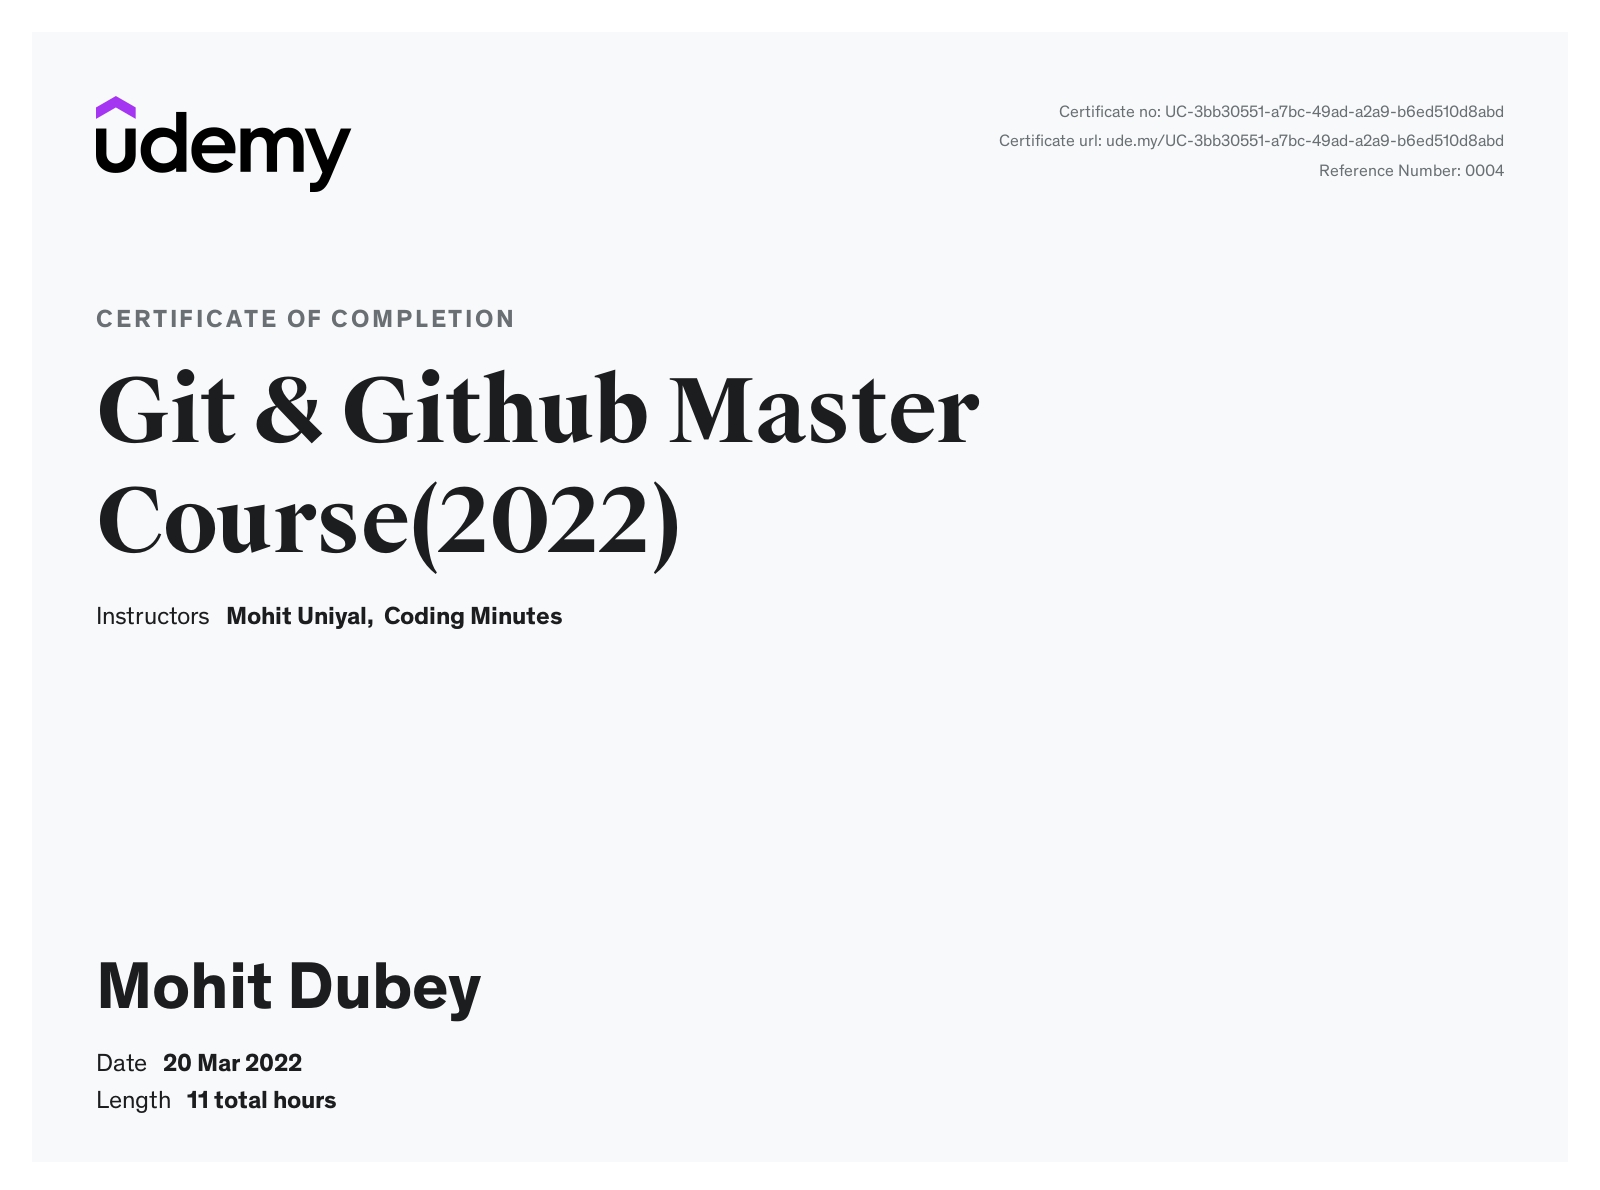 udemy
Certificate no: UC-3bb30551-a7bc-49ad-a2a9-b6ed510d8abd
Certificate url: ude.my/UC-3bb30551-a7bc-49ad-a2a9-b6ed510d8abd
Reference Number: 0004
CERTIFICATE OF COMPLETION
Git & Github Master
Course(2022)
Instructors Mohit Uniyal, Coding Minutes
Mohit Dubey
Date 20 Mar 2022
Length 11 total hours